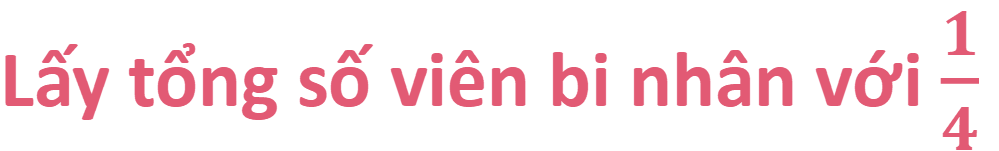 Lấy tổng số viên bi nhân với 1/4